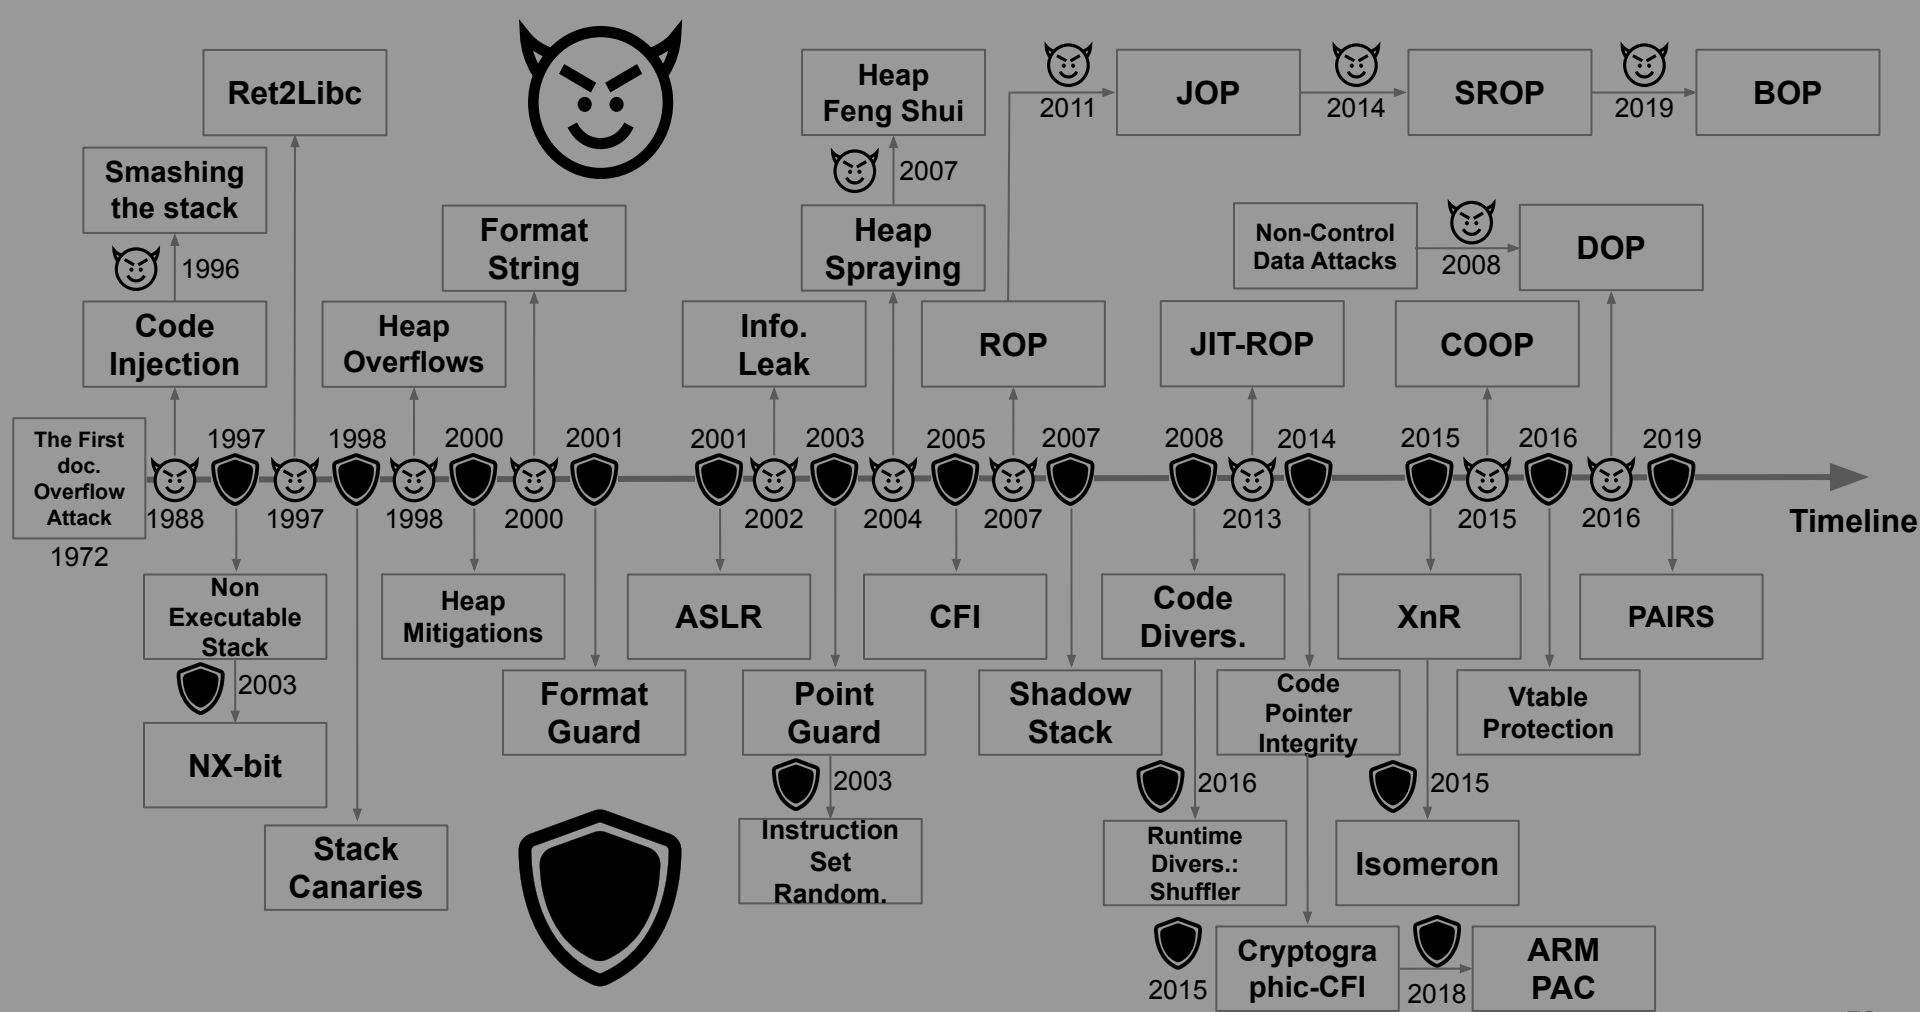 Ret2Libc
Heap
Feng Shui
2011
JOP
2014
SROP
2019
BOP
Smashing
the stack
2007
1996
Format
String
Heap
Spraying
Non-Control
Data Attacks
2008
DOP
Code
Injection
Heap
Overflows
Info.
Leak
ROP
JIT-ROP
COOP
The First
doc.
Overflow
Attack
1972
1997
1998
2000
2001
2001
2003
2005
2007
2008
2014
2015
2016
2019
1988
1997
1998
2000
2002
2004
2007
2013
2015
2016
Timeline
Non
Executable
Stack
Heap
Mitigations
ASLR
CFI
Code
Divers.
XnR
PAIRS
2003
NX-bit
Format
Guard
Point
Guard
Shadow
Stack
Code
Pointer
Integrity
Vtable
Protection
2003
2016
2015
Stack
Canaries
Instruction
Set
Random.
Runtime
Divers.:
Shuffler
Isomeron
2015
Cryptogra
phic-CFI
2018
ARM
PAC